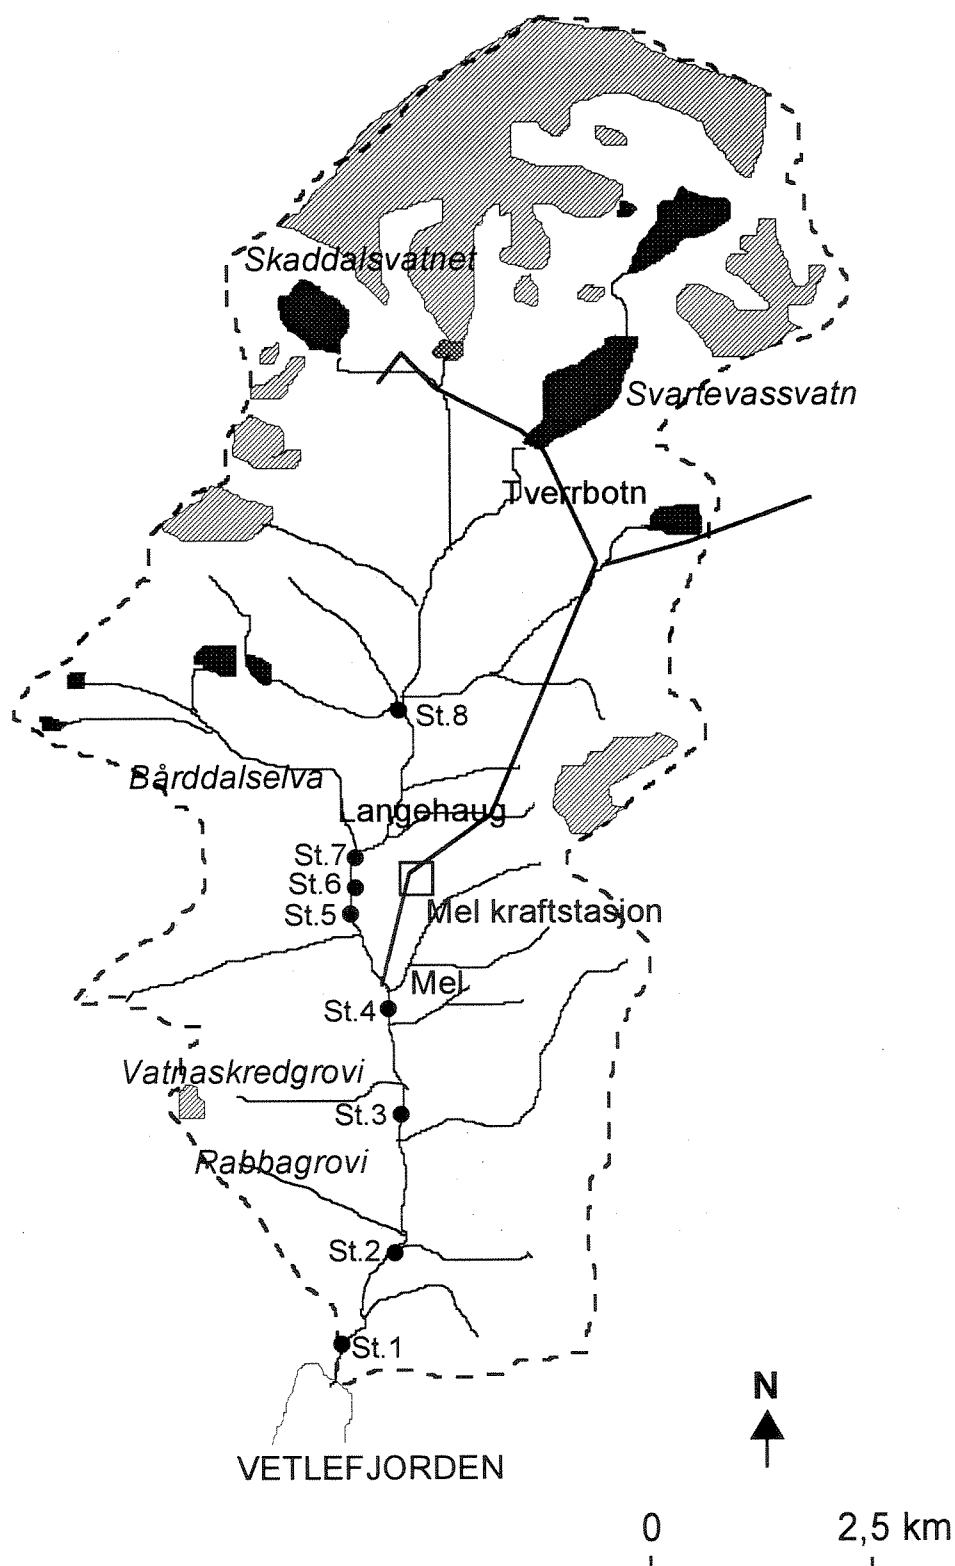 Skaddalsvatnet
Svartevassvatn
Tverrbotn
St.8
Bårddalselva
Langehaug
St.7
St.6
St.5
Mel kraftstasjon
Mel
St.4
Vatnaskredgrovi
St.3
Rabbagrovi
St.2
St.1
N
VETLEFJORDEN
0 2,5 km